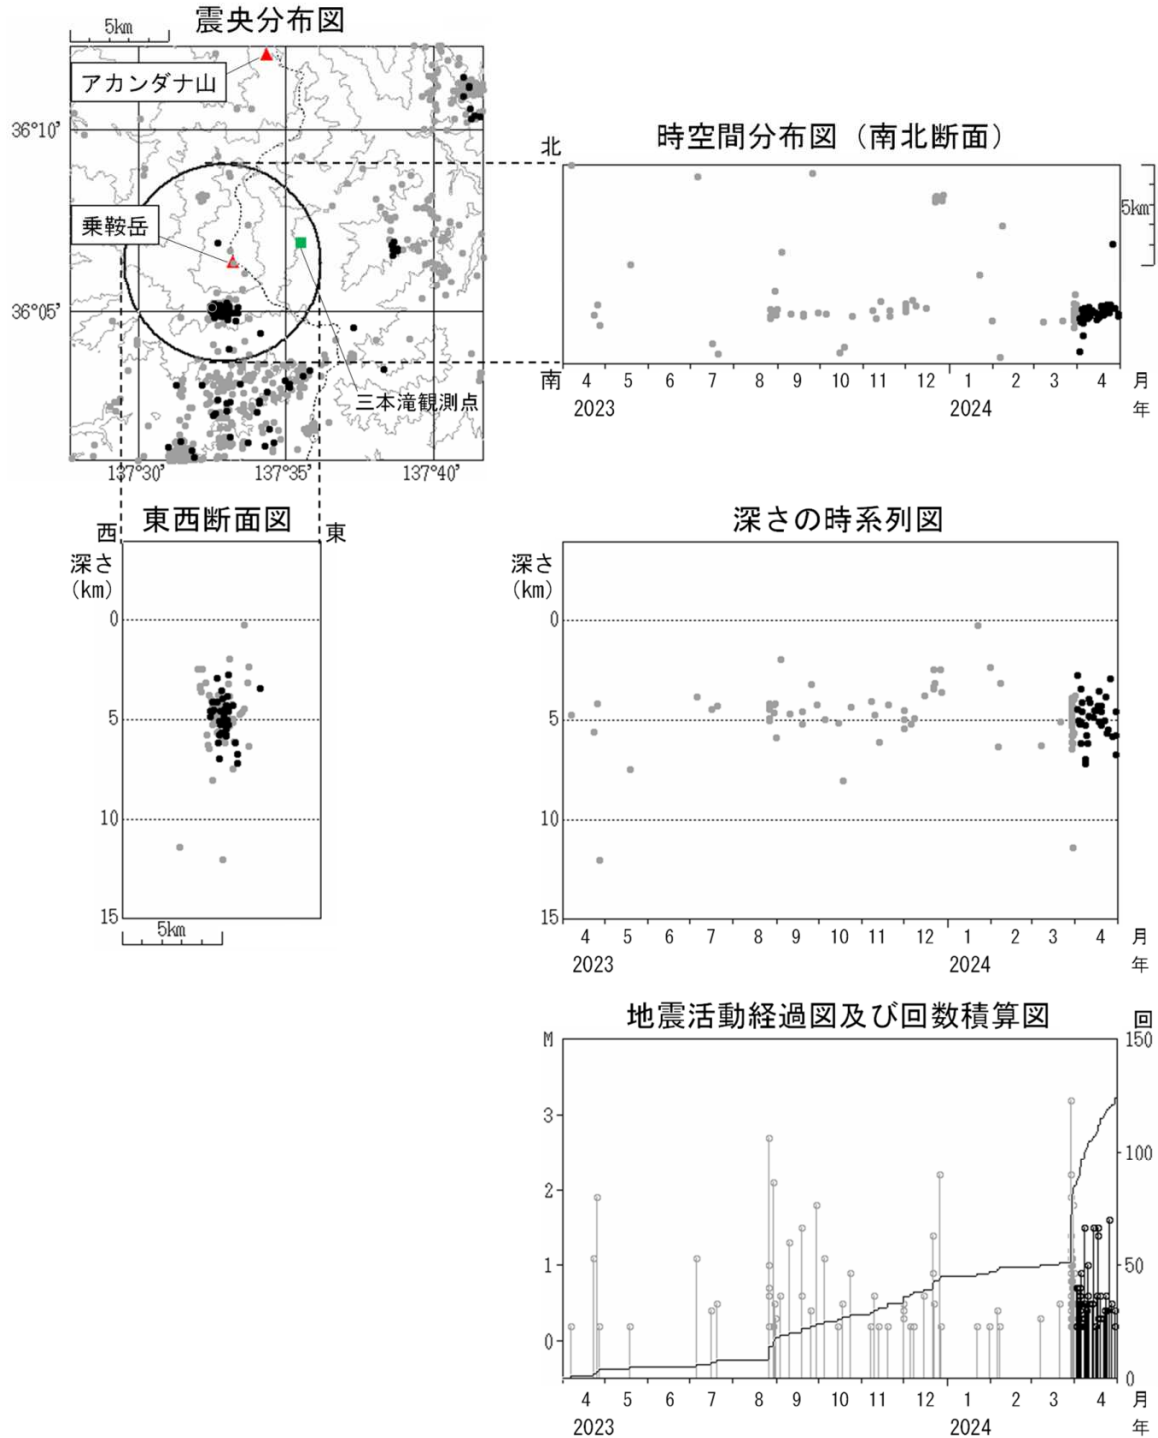 震央分布図
5km
アカンダナ山
36°10’
乗鞍岳
36°05’
三本滝観測点
137°30’ 137°35’ 137°40’
時空間分布図（南北断面）
北
5km
南
4 5 6 7 8 9 10 11 12 1 2 3 4 月
2023 2024 年
東西断面図
西 東
深さ
(km)
0
5
10
15
5km
深さの時系列図
深さ
(km)
0
5
10
15
4 5 6 7 8 9 10 11 12 1 2 3 4 月
2023 2024 年
地震活動経過図及び回数積算図
M 回
150
3
100
2
1 50
0
0
4 5 6 7 8 9 10 11 12 1 2 3 4 月
2023 2024 年